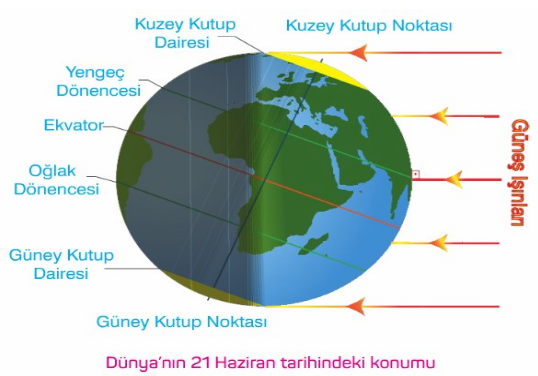 Kuzey Kutup
Dairesi
Kuzey Kutup Noktası
Yengeç
Dönencesi
Ekvator
Oğlak
Dönencesi
Güney Kutup
Dairesi
Güney Kutup Noktası
Güneş Işınları
Dünya'nın 21 Haziran tarihindeki konumu